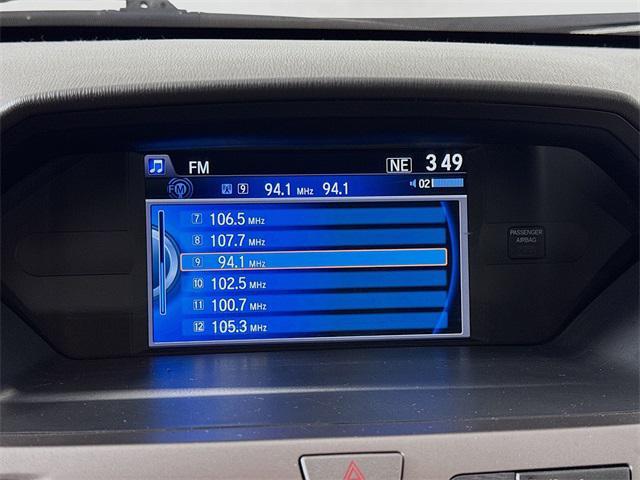 FM NE 3 49
FM 9 94.1 MHz 94.1 02
7 106.5 MHz
8 107.7 MHz
9 94.1 MHz
10 102.5 MHz
11 100.7 MHz
12 105.3 MHz
PASSENGER
AIRBAG